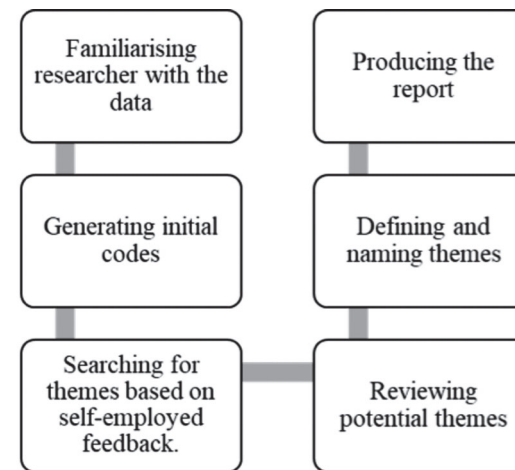 Familiarising
researcher with the
data
Generating initial
codes
Searching for
themes based on
self-employed
feedback.
Reviewing
potential themes
Defining and
naming themes
Producing the
report